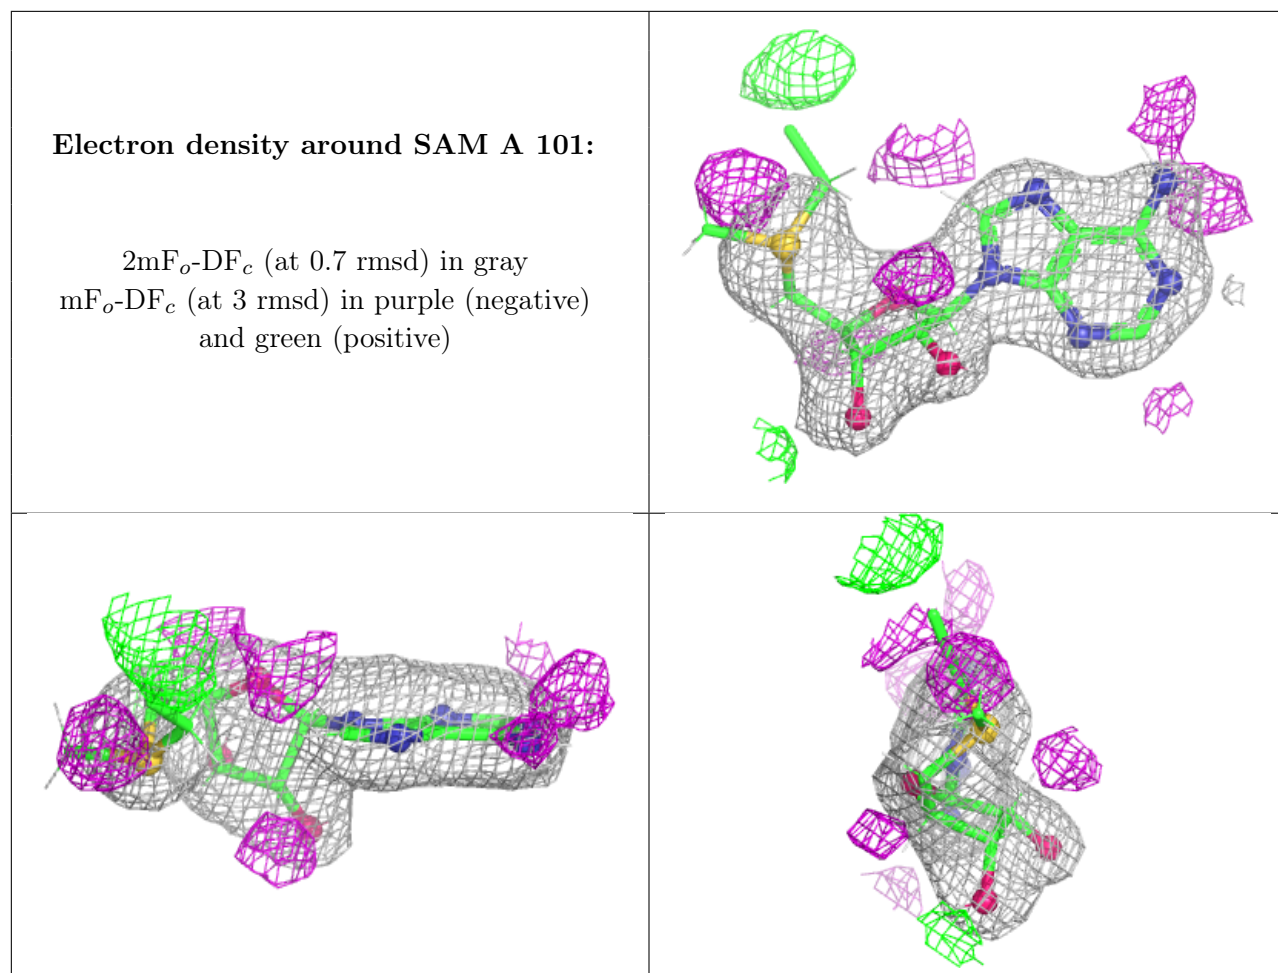 Electron density around SAM A 101:
2mFo-DFc (at 0.7 rmsd) in gray
mFo-DFc (at 3 rmsd) in purple (negative)
and green (positive)